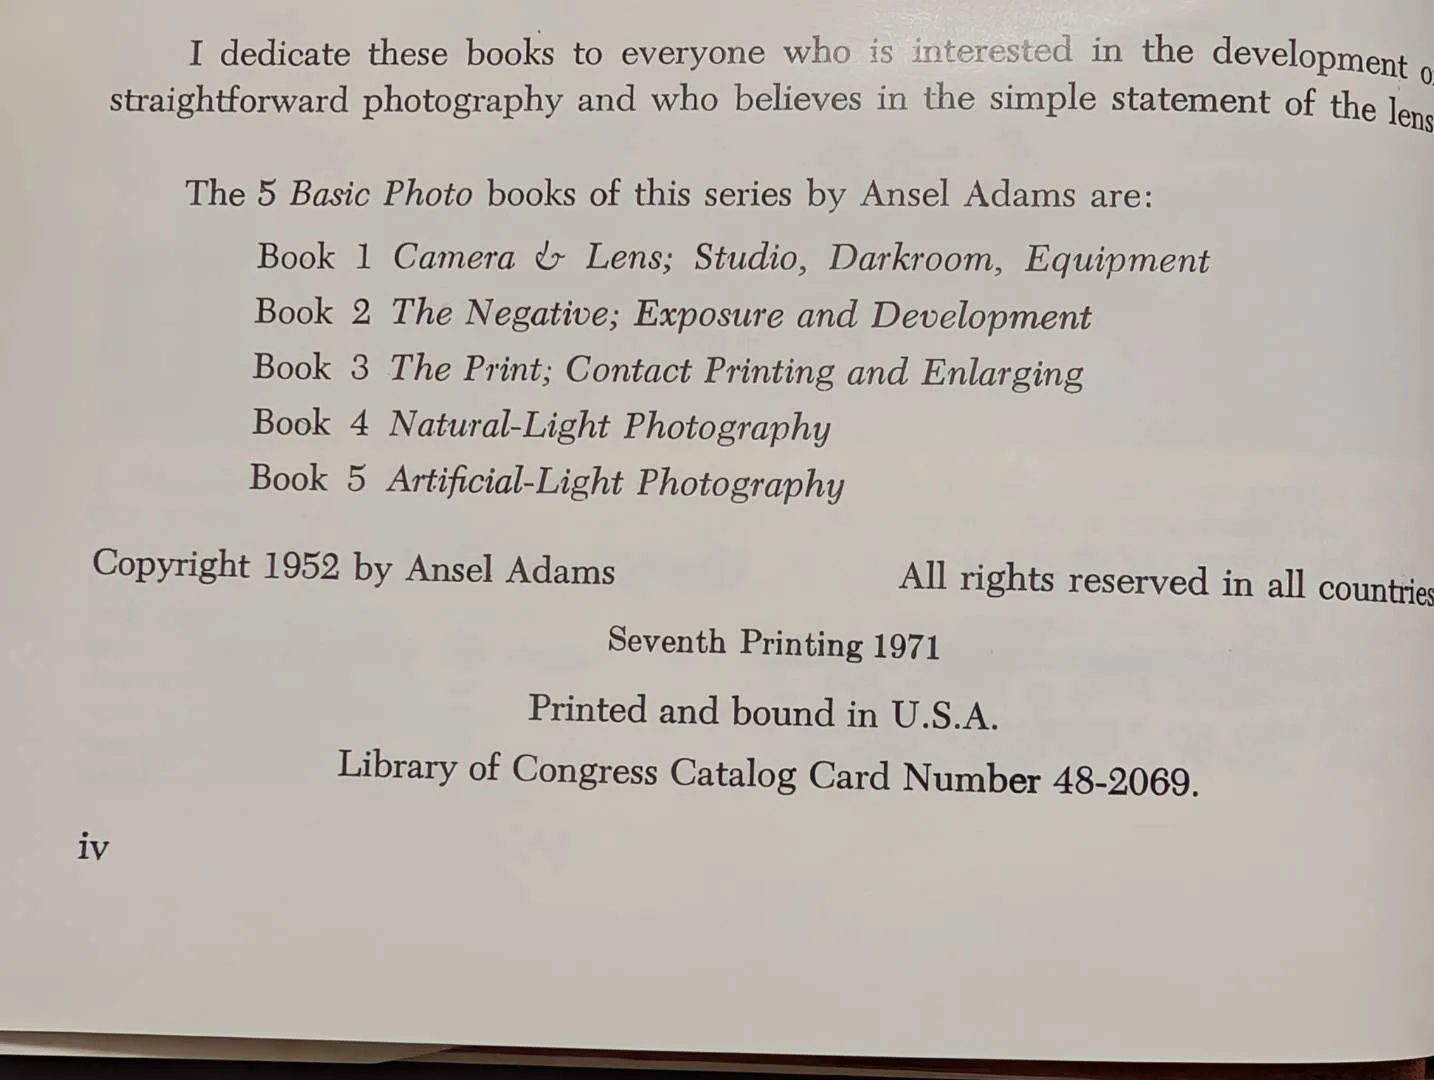 I dedicate these books to everyone who is interested in the development
straightforward photography and who believes in the simple statement of the lens
The 5 Basic Photo books of this series by Ansel Adams are:
Book 1 Camera & Lens; Studio, Darkroom, Equipment
Book 2 The Negative; Exposure and Development
Book 3 The Print; Contact Printing and Enlarging
Book 4 Natural-Light Photography
Book 5 Artificial-Light Photography
Copyright 1952 by Ansel Adams All rights reserved in all countries
Seventh Printing 1971
Printed and bound in U.S.A.
Library of Congress Catalog Card Number 48-2069.
iv